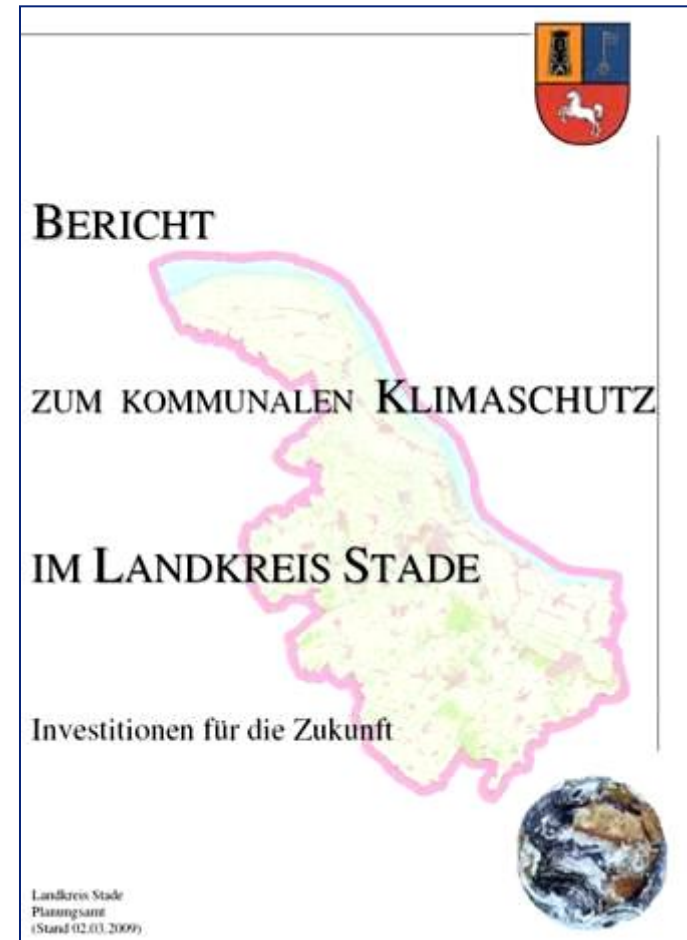 BERICHT
ZUM KOMMUNALEN KLIMASCHUTZ
IM LANDKREIS STADE
Investitionen für die Zukunft
Landkreis Stade
Planungsamt
(Stand 02.03.2009)